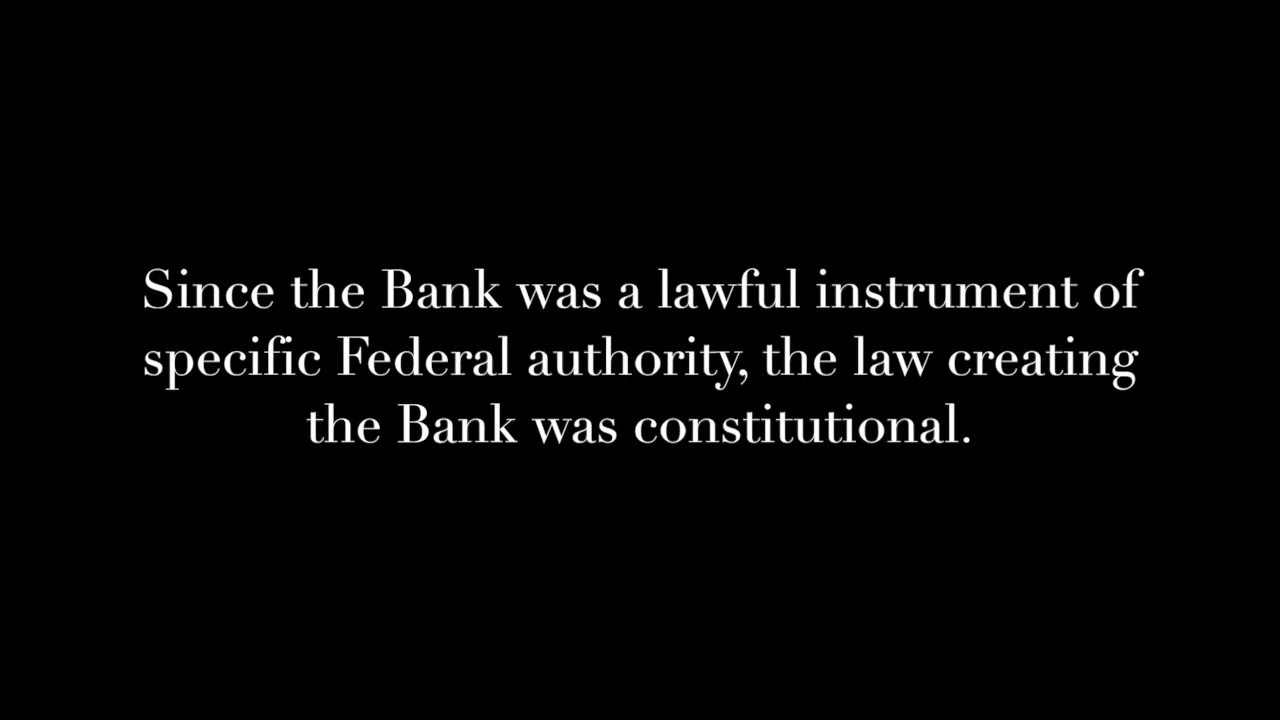 Since the Bank was a lawful instrument of
specific Federal authority, the law creating
the Bank was constitutional.